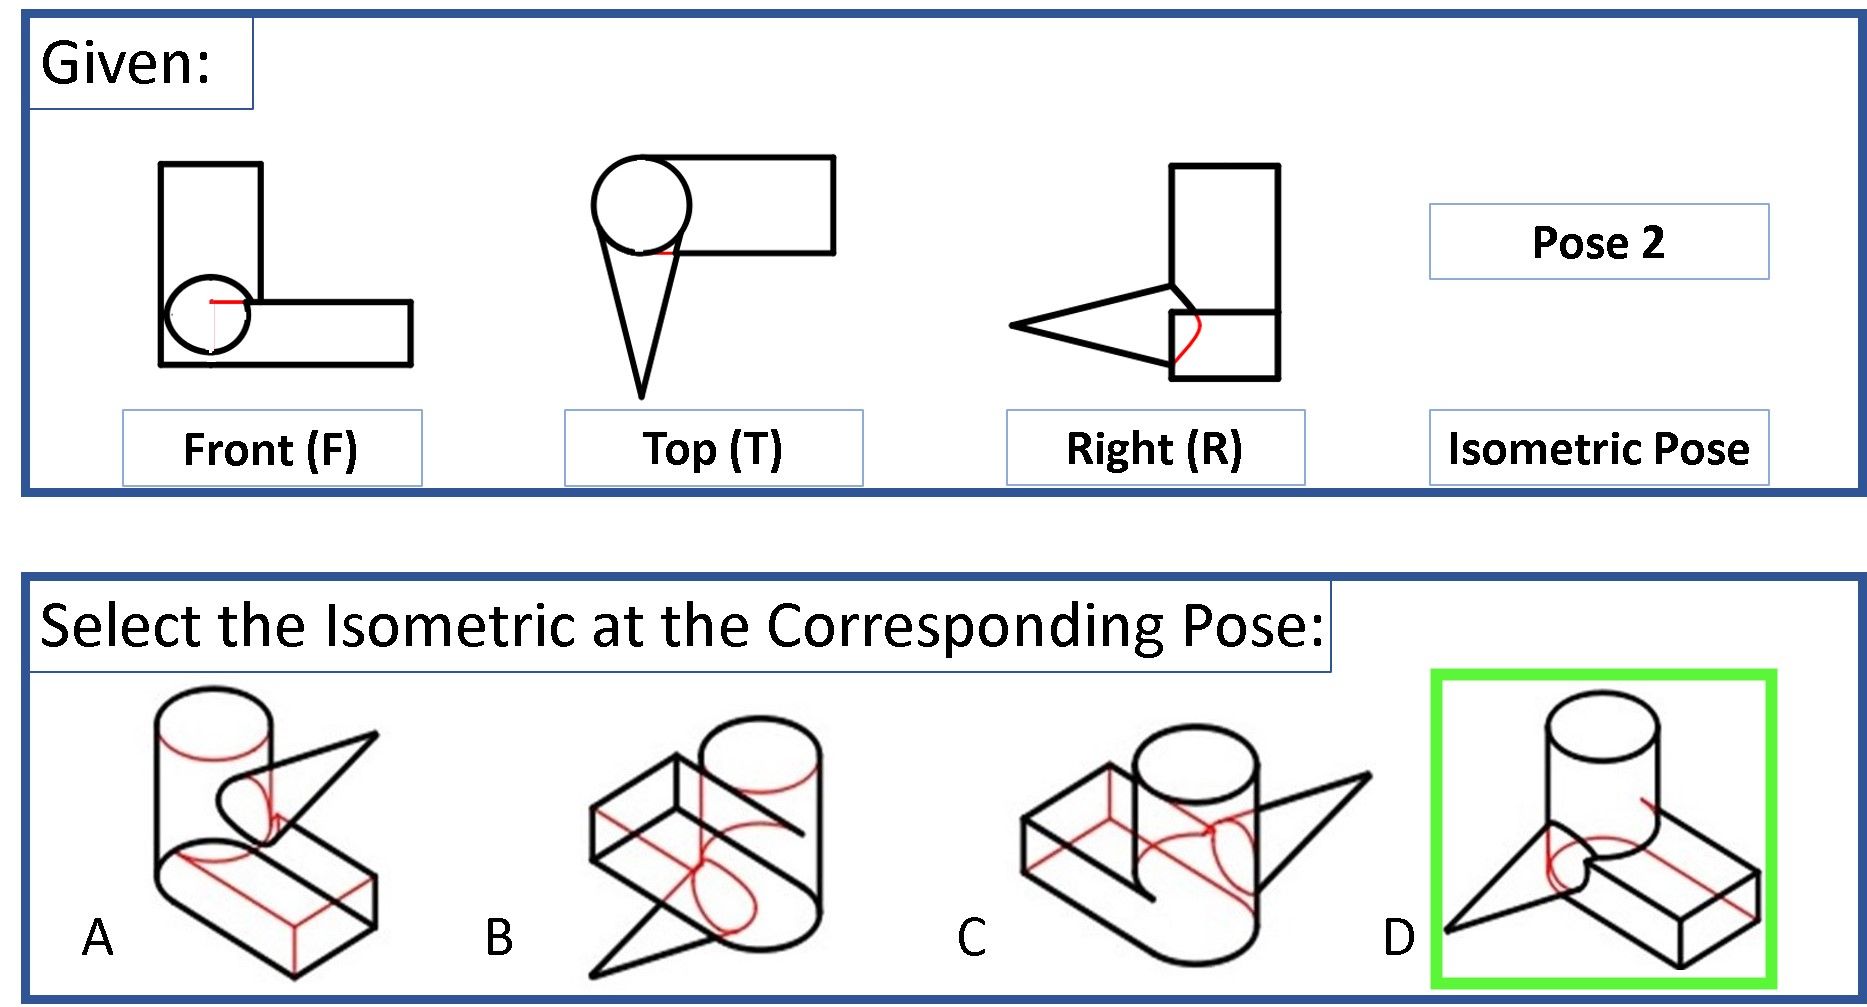 Given:
Pose 2
Front (F)
Top (T)
Right (R)
Isometric Pose
Select the Isometric at the Corresponding Pose:
A
B
C
D